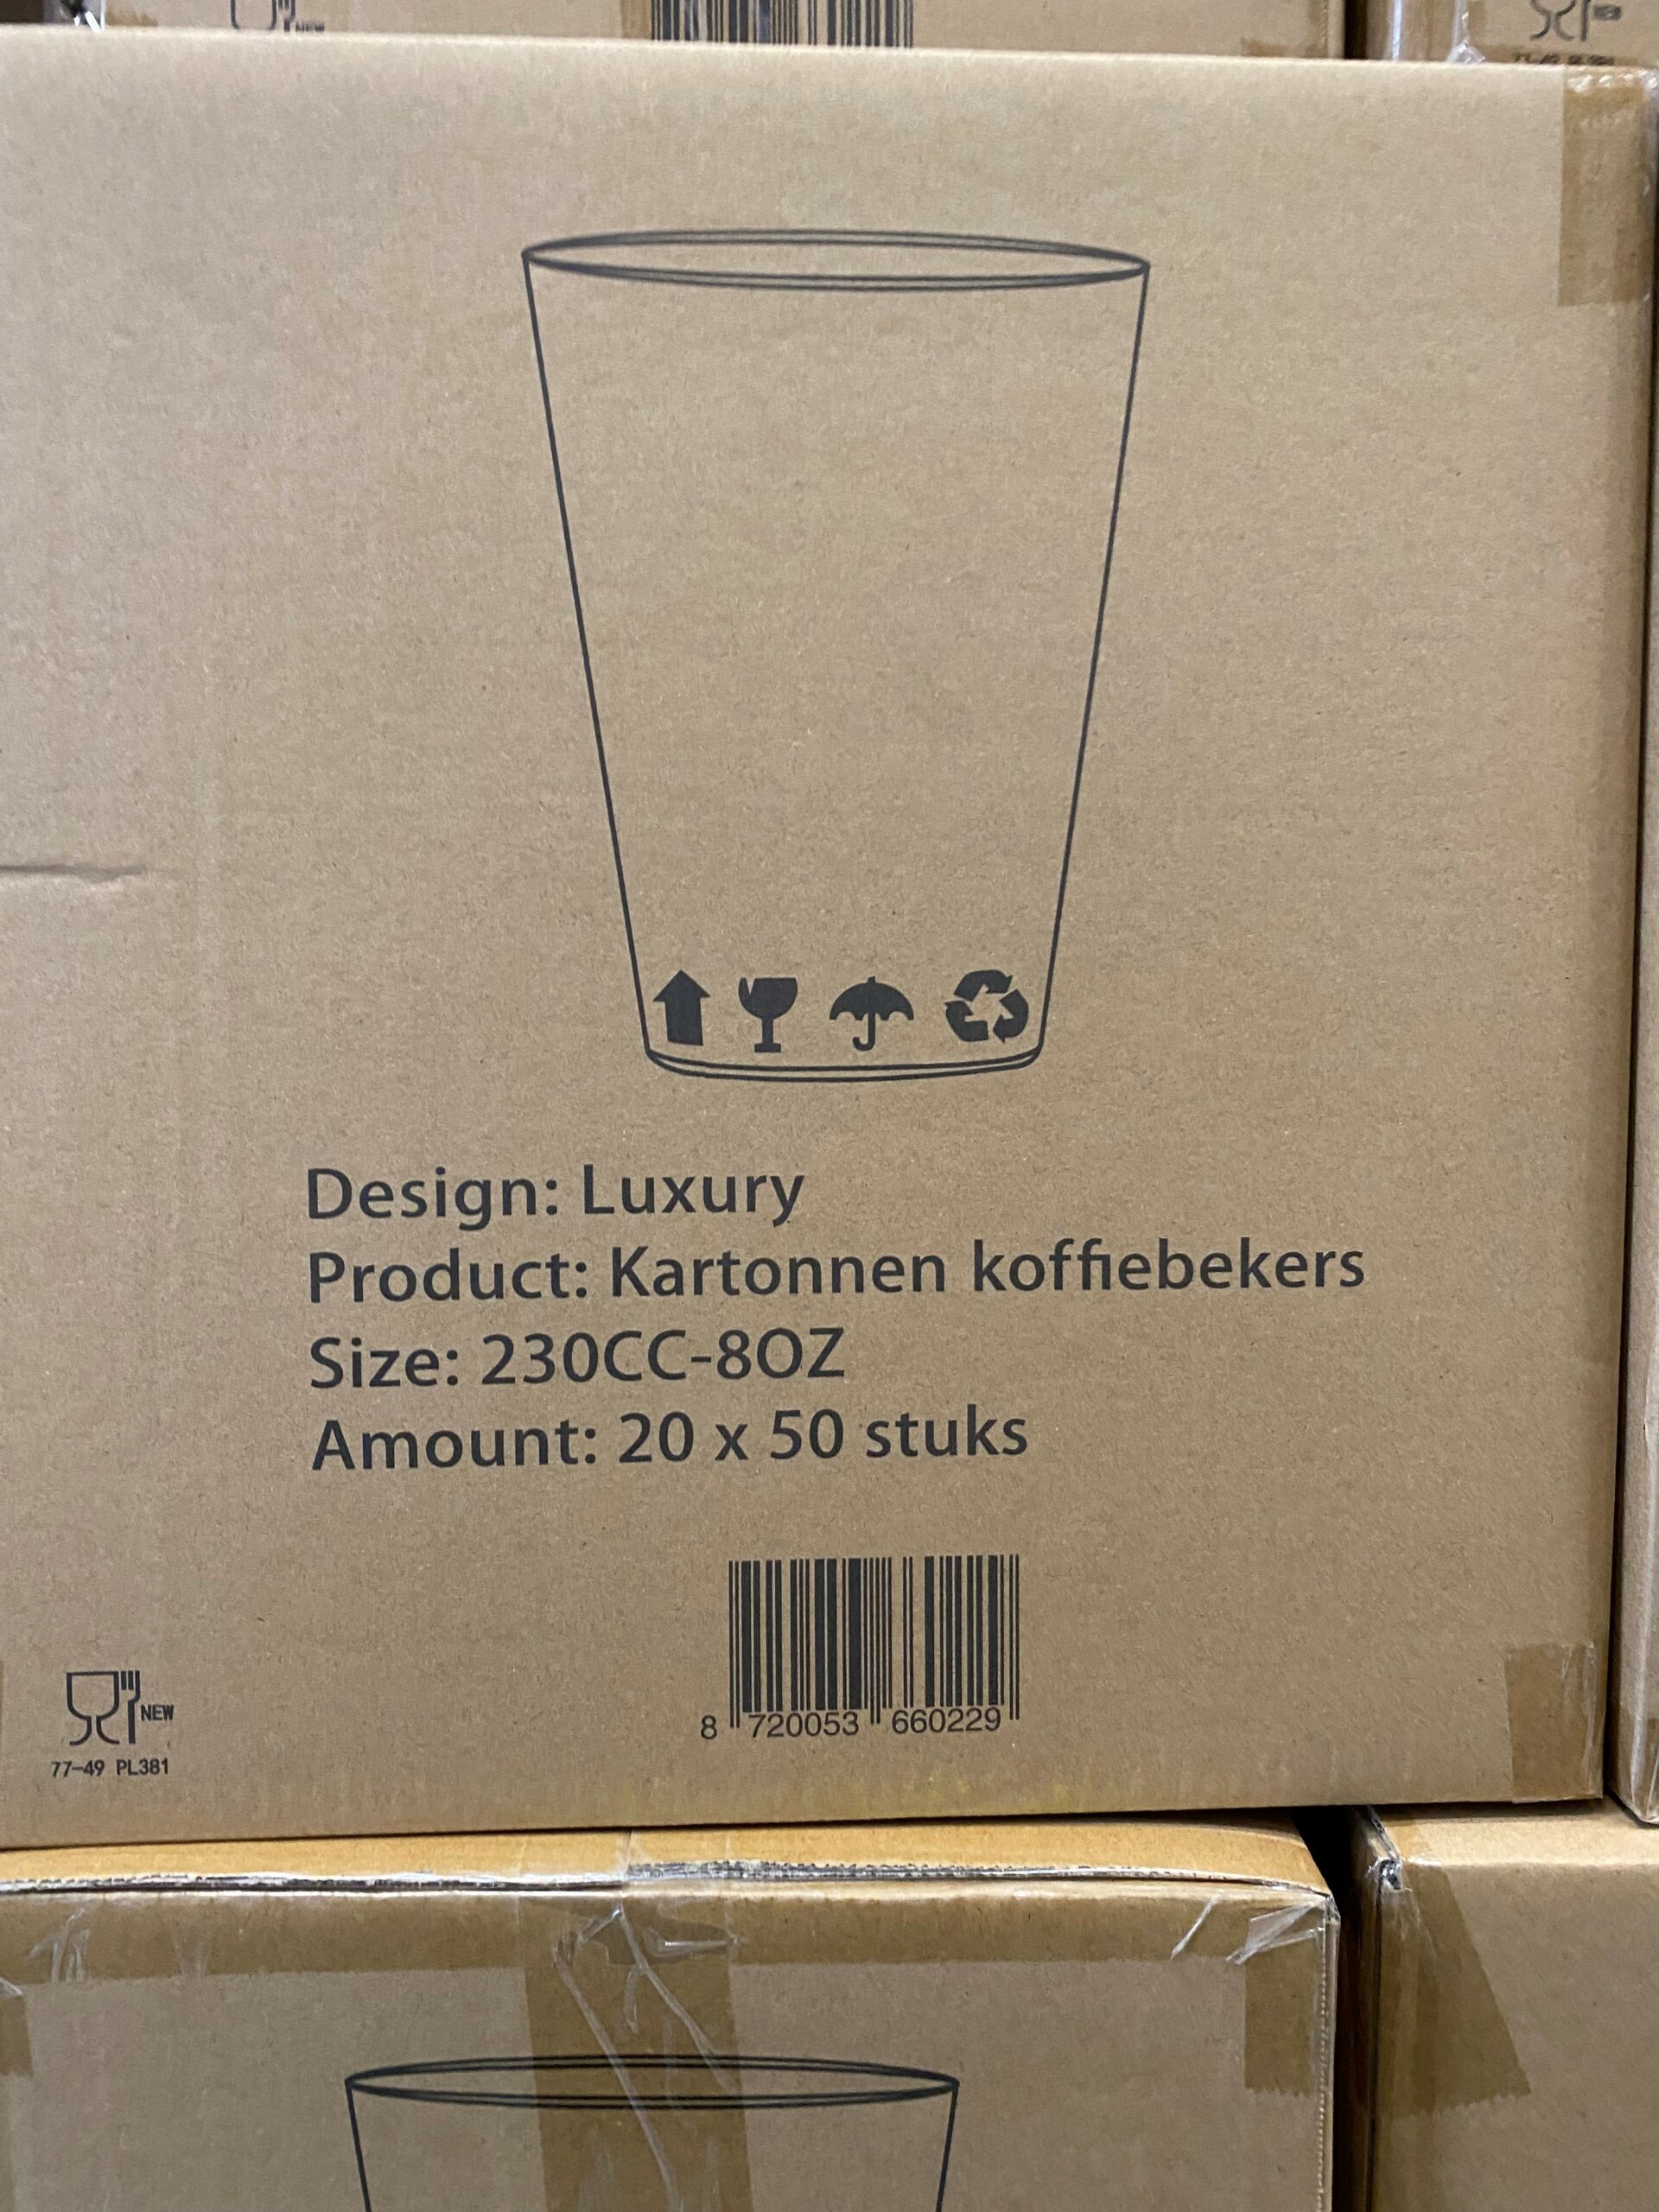 NEW
Design: Luxury
Product: Kartonnen koffiebekers
Size: 230CC-8OZ
Amount: 20 x 50 stuks
8 720053 660229
NEW
77-49 PL381